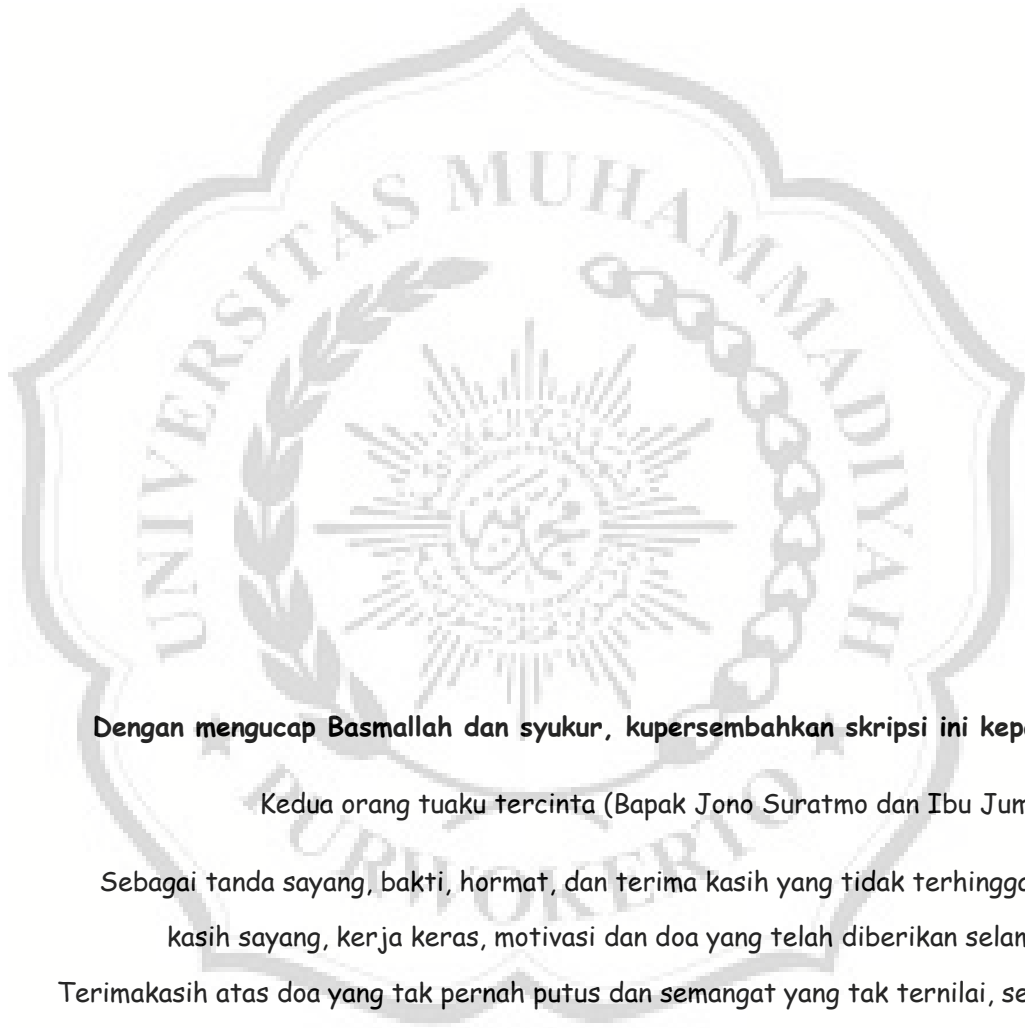 UNIVERSITAS MUHAMMADIYAH
PURWOKERTO
Dengan mengucap Basmallah dan syukur, kupersembahkan skripsi ini
Kedua orang tuaku tercinta (Bapak Jono Suratmo dan Ibu
Sebagai tanda sayang, bakti, hormat, dan terima kasih yang tidak
kasih sayang, kerja keras, motivasi dan doa yang telah diberikan
Terimakasih atas doa yang tak pernah putus dan semangat yang tak ternilai,